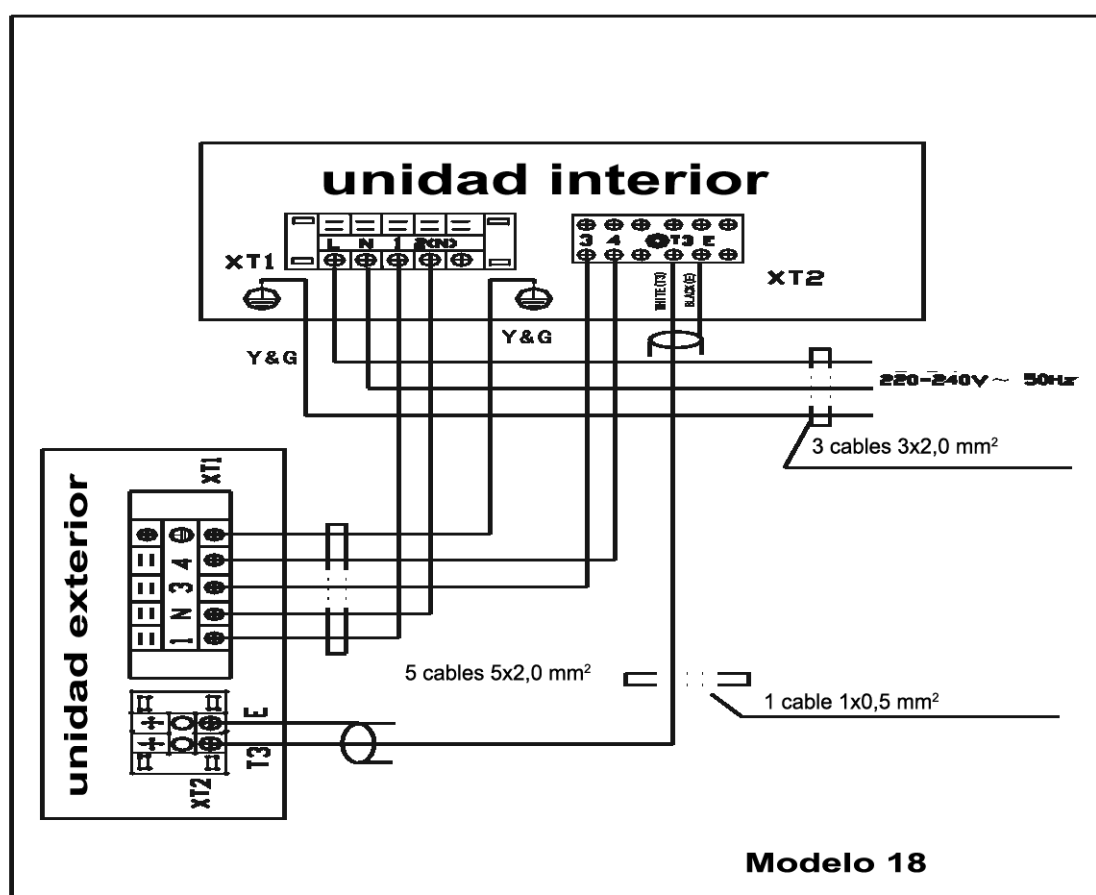 unidad interior
L N 1 2(N)
3 4 T3 E
XT1
XT2
WHITE(T3)
BLACK(E)
Y&G
Y&G
220-240V~ 50Hz
3 cables 3x2,0 mm²
unidad exterior
XT1
4
3
N
1
5 cables 5x2,0 mm²
1 cable 1x0,5 mm²
E
T3
XT2
Modelo 18